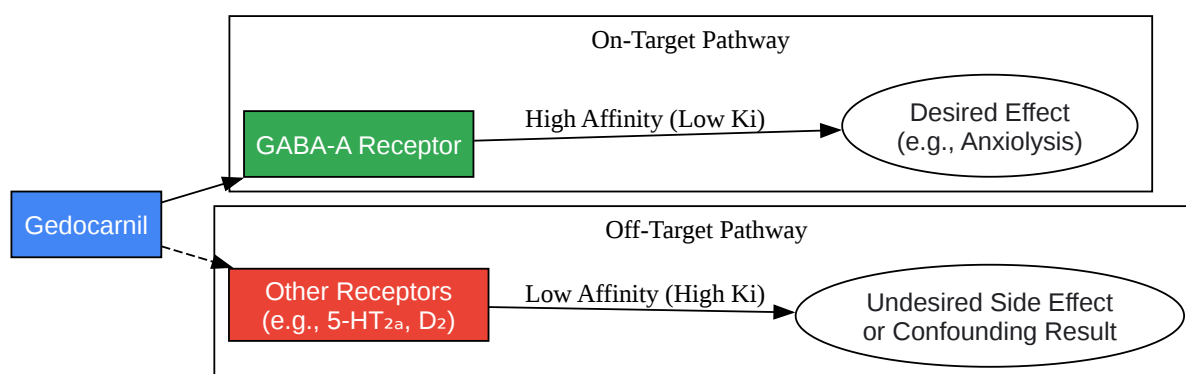 On-Target Pathway
GABA-A Receptor
High Affinity (Low Ki)
Desired Effect
(e.g., Anxiolysis)
Gedocarnil
Off-Target Pathway
Other Receptors
(e.g., 5-HT₂ₐ, D₂)
Low Affinity (High Ki)
Undesired Side Effect
or Confounding Result